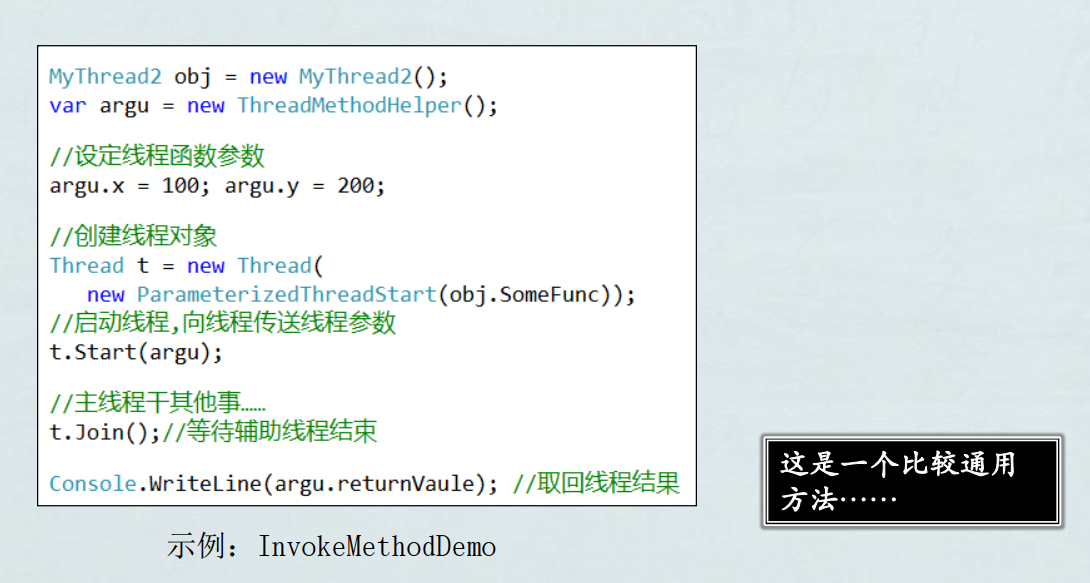 MyThread2 obj = new MyThread2();
var argu = new ThreadMethodHelper();
//设定线程函数参数
argu.x = 100; argu.y = 200;
//创建线程对象
Thread t = new Thread(
new ParameterizedThreadStart(obj.SomeFunc));
//启动线程,向线程传送线程参数
t.Start(argu);
//主线程干其他事……
t.Join();//等待辅助线程结束
Console.WriteLine(argu.returnVaule); //取回线程结果
这是一个比较通用
方法……
示例：InvokeMethodDemo